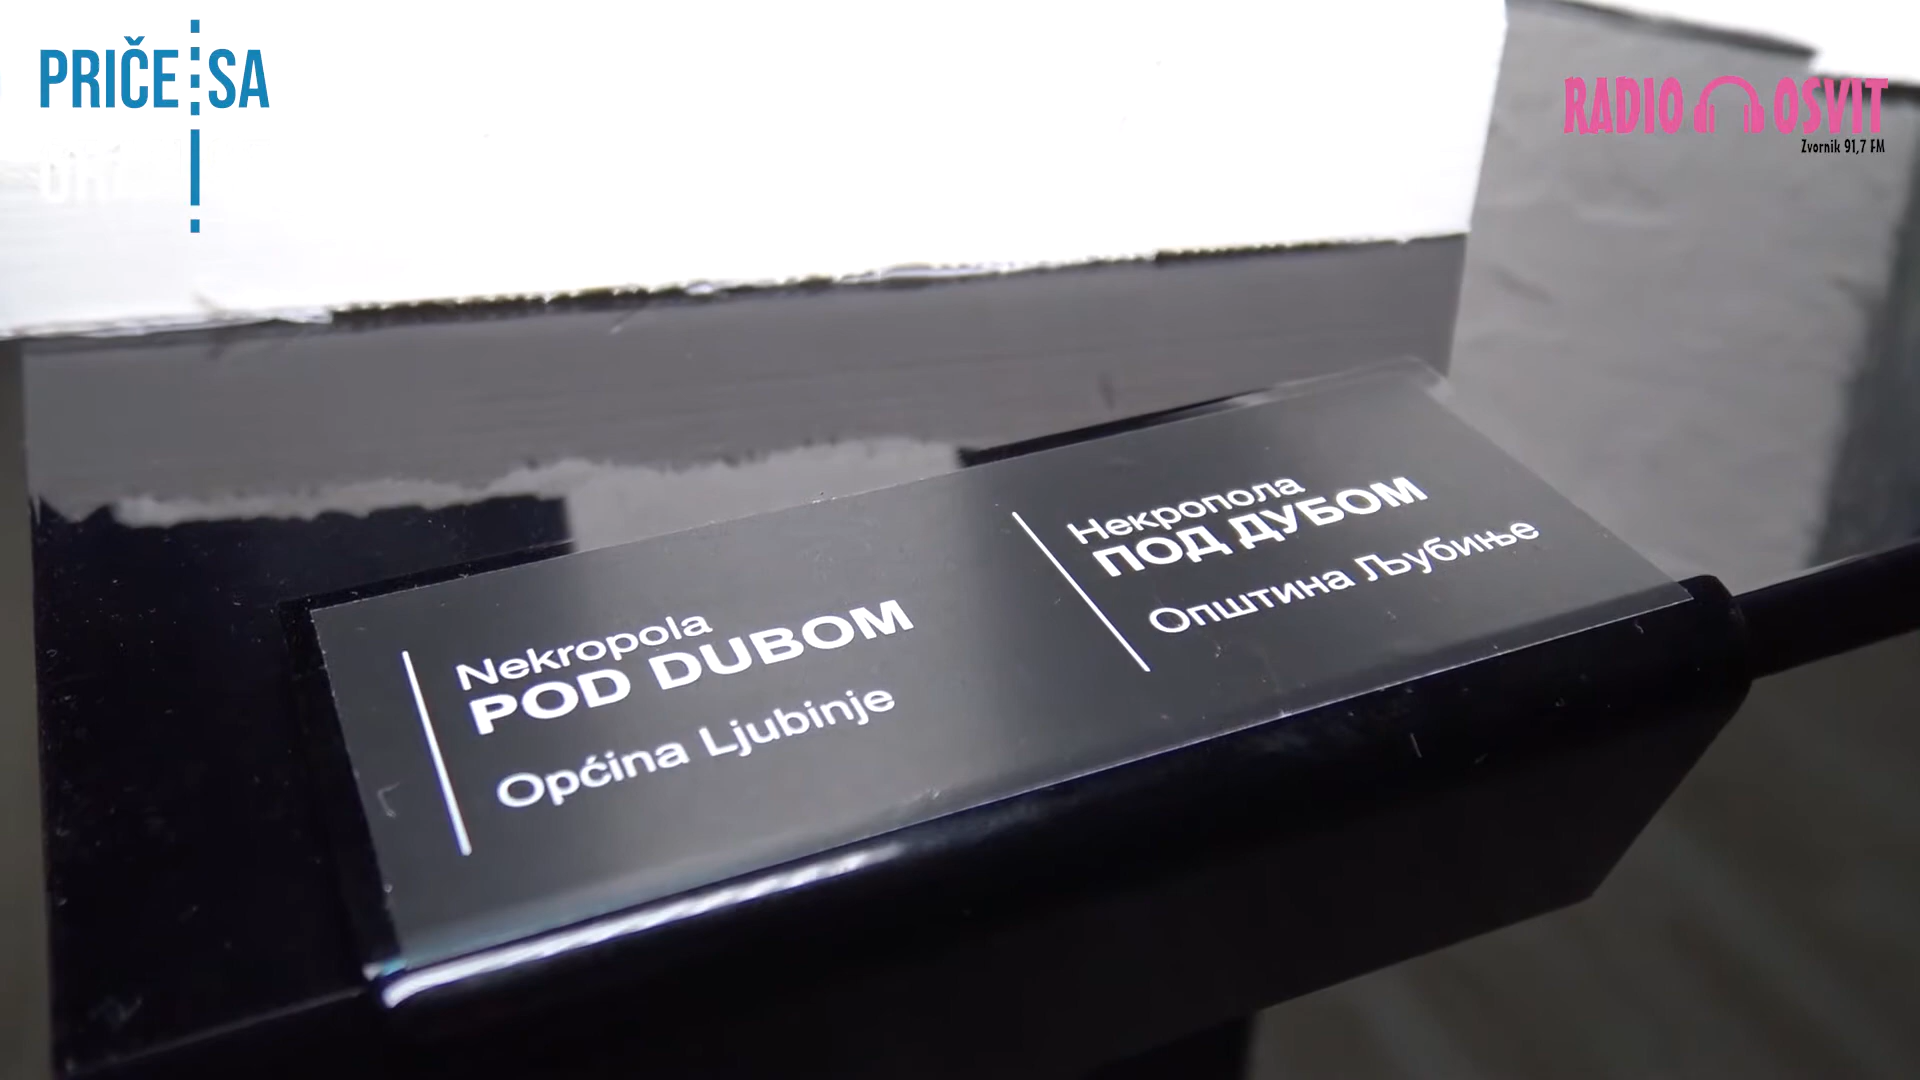 PRIČE SA
RADIO OSVIT
Zvornik 91,7 FM
Nekropola
POD DUBOM
Općina Ljubinje
Некропола
ПОД ДУБОМ
Општина Љубиње